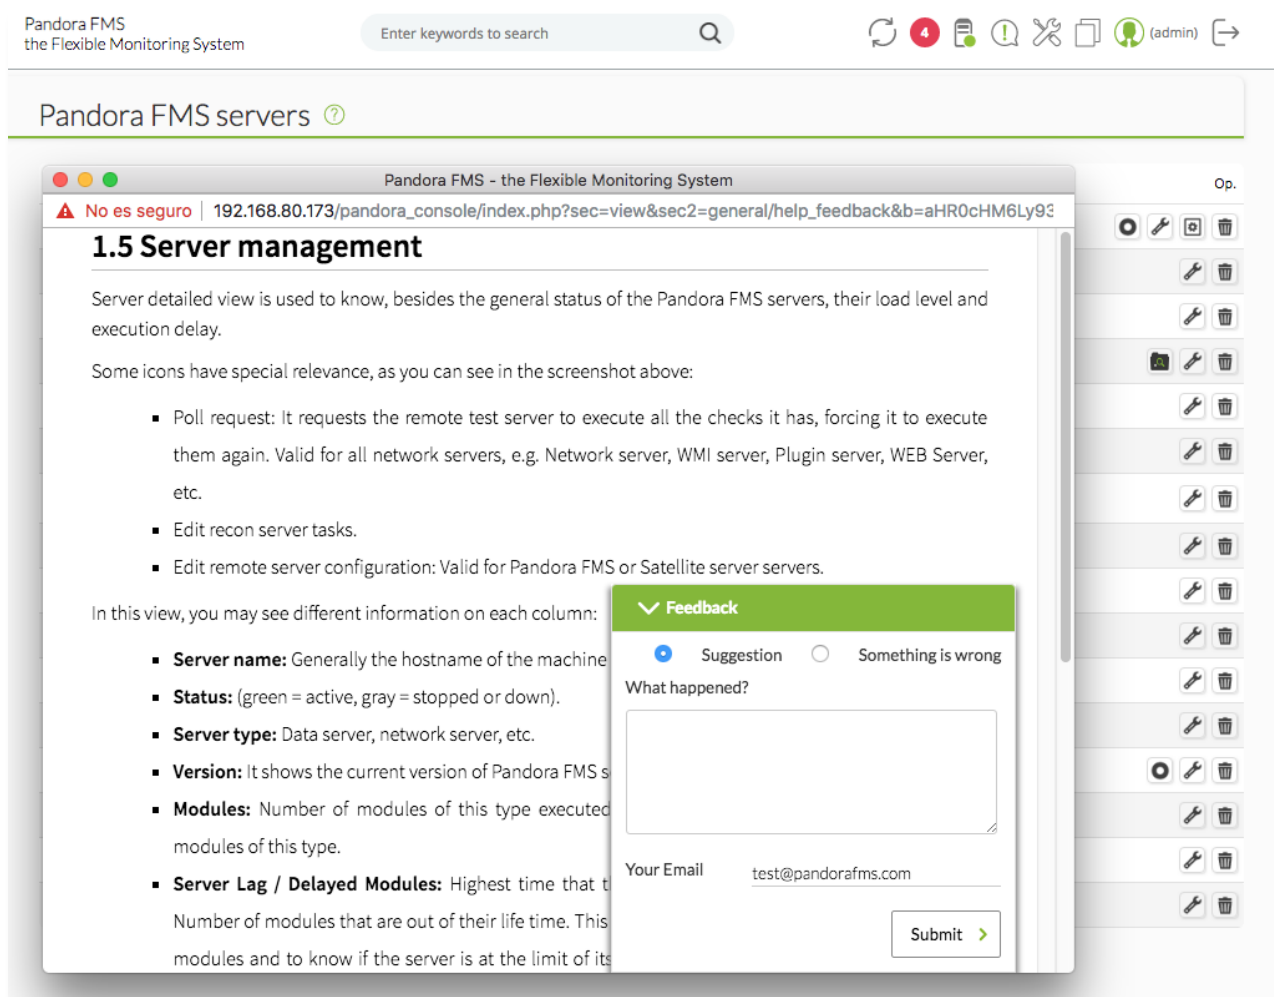 Pandora FMS
the Flexible Monitoring System
Enter keywords to search
4
(admin)
Pandora FMS servers ?
Op.
Pandora FMS - the Flexible Monitoring System
No es seguro | 192.168.80.173/pandora_console/index.php?sec=view&sec2=general/help_feedback&b=aHR0cHM6Ly93
1.5 Server management
Server detailed view is used to know, besides the general status of the Pandora FMS servers, their load level and
execution delay.
Some icons have special relevance, as you can see in the screenshot above:
Poll request: It requests the remote test server to execute all the checks it has, forcing it to execute
them again. Valid for all network servers, e.g. Network server, WMI server, Plugin server, WEB Server,
etc.
Edit recon server tasks.
Edit remote server configuration: Valid for Pandora FMS or Satellite server servers.
In this view, you may see different information on each column:
Server name: Generally the hostname of the machine
Status: (green = active, gray = stopped or down).
Server type: Data server, network server, etc.
Version: It shows the current version of Pandora FMS s
Modules: Number of modules of this type executed
modules of this type.
Server Lag / Delayed Modules: Highest time that t
Number of modules that are out of their life time. This
modules and to know if the server is at the limit of its
Feedback
Suggestion
Something is wrong
What happened?
Your Email
test@pandorafms.com
Submit